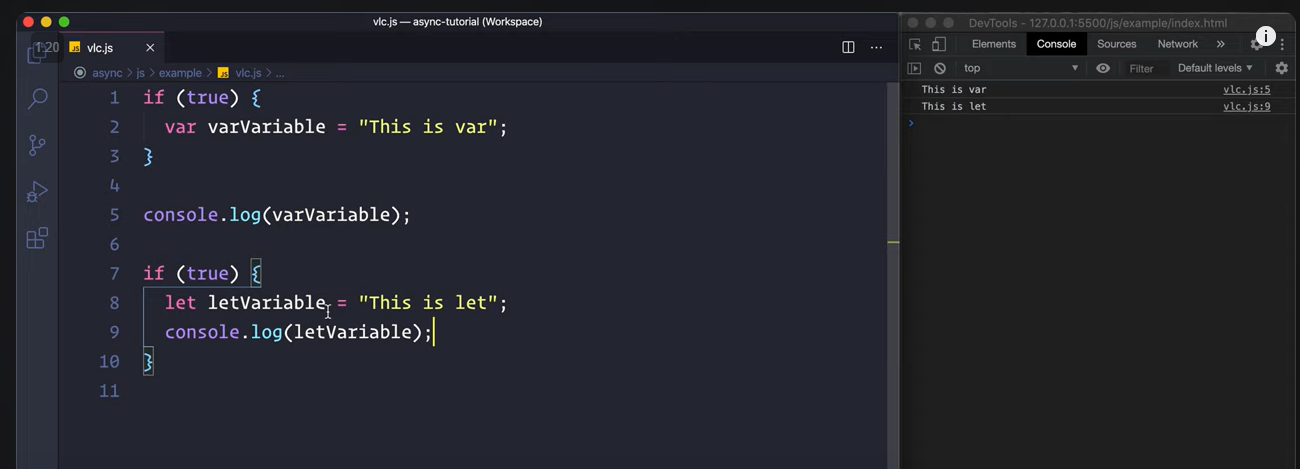 vlc.js — async-tutorial (Workspace)
1:20
JS vlc.js
async > js > example > JS vlc.js > ...
1 if (true) {
2 var varVariable = "This is var";
3 }
4
5 console.log(varVariable);
6
7 if (true) {
8 let letVariable = "This is let";
9 console.log(letVariable);
10 }
11
DevTools - 127.0.0.1:5500/js/example/index.html
Elements Console Sources Network »
top Filter Default levels
This is var vlc.js:5
This is let vlc.js:9